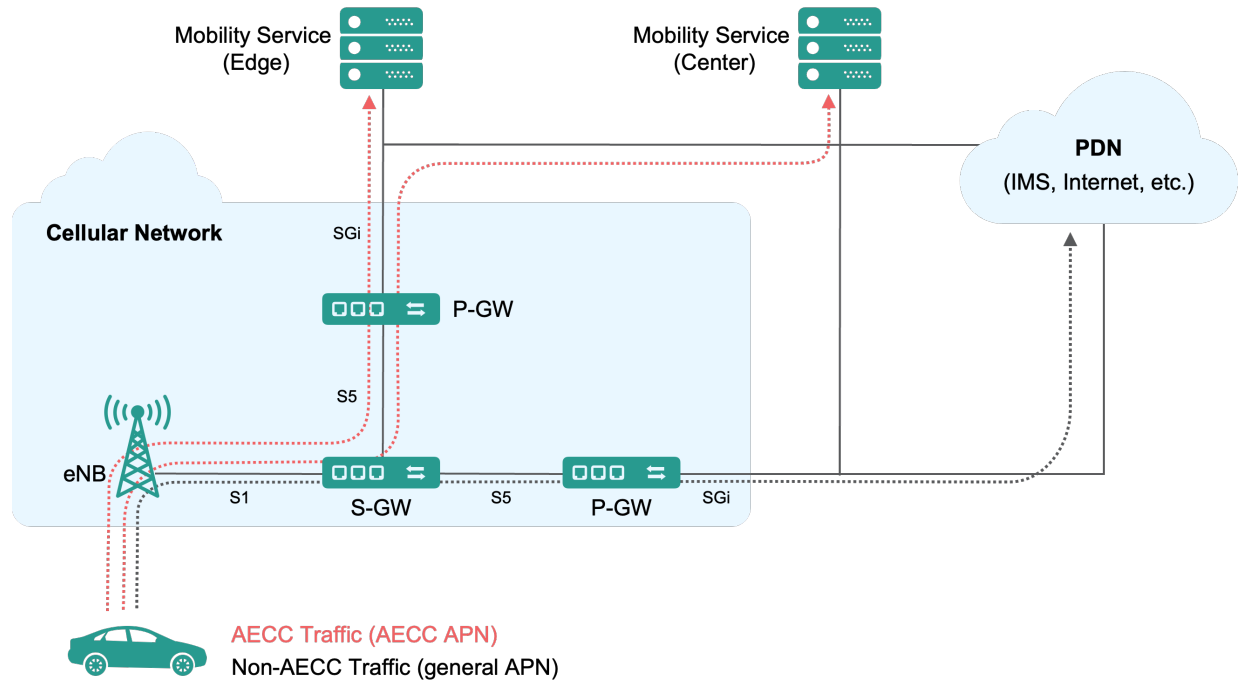 Mobility Service
(Edge)
Mobility Service
(Center)
PDN
(IMS, Internet, etc.)
Cellular Network
SGi
P-GW
S5
eNB
S1
S-GW
S5
P-GW
SGi
AECC Traffic (AECC APN)
Non-AECC Traffic (general APN)